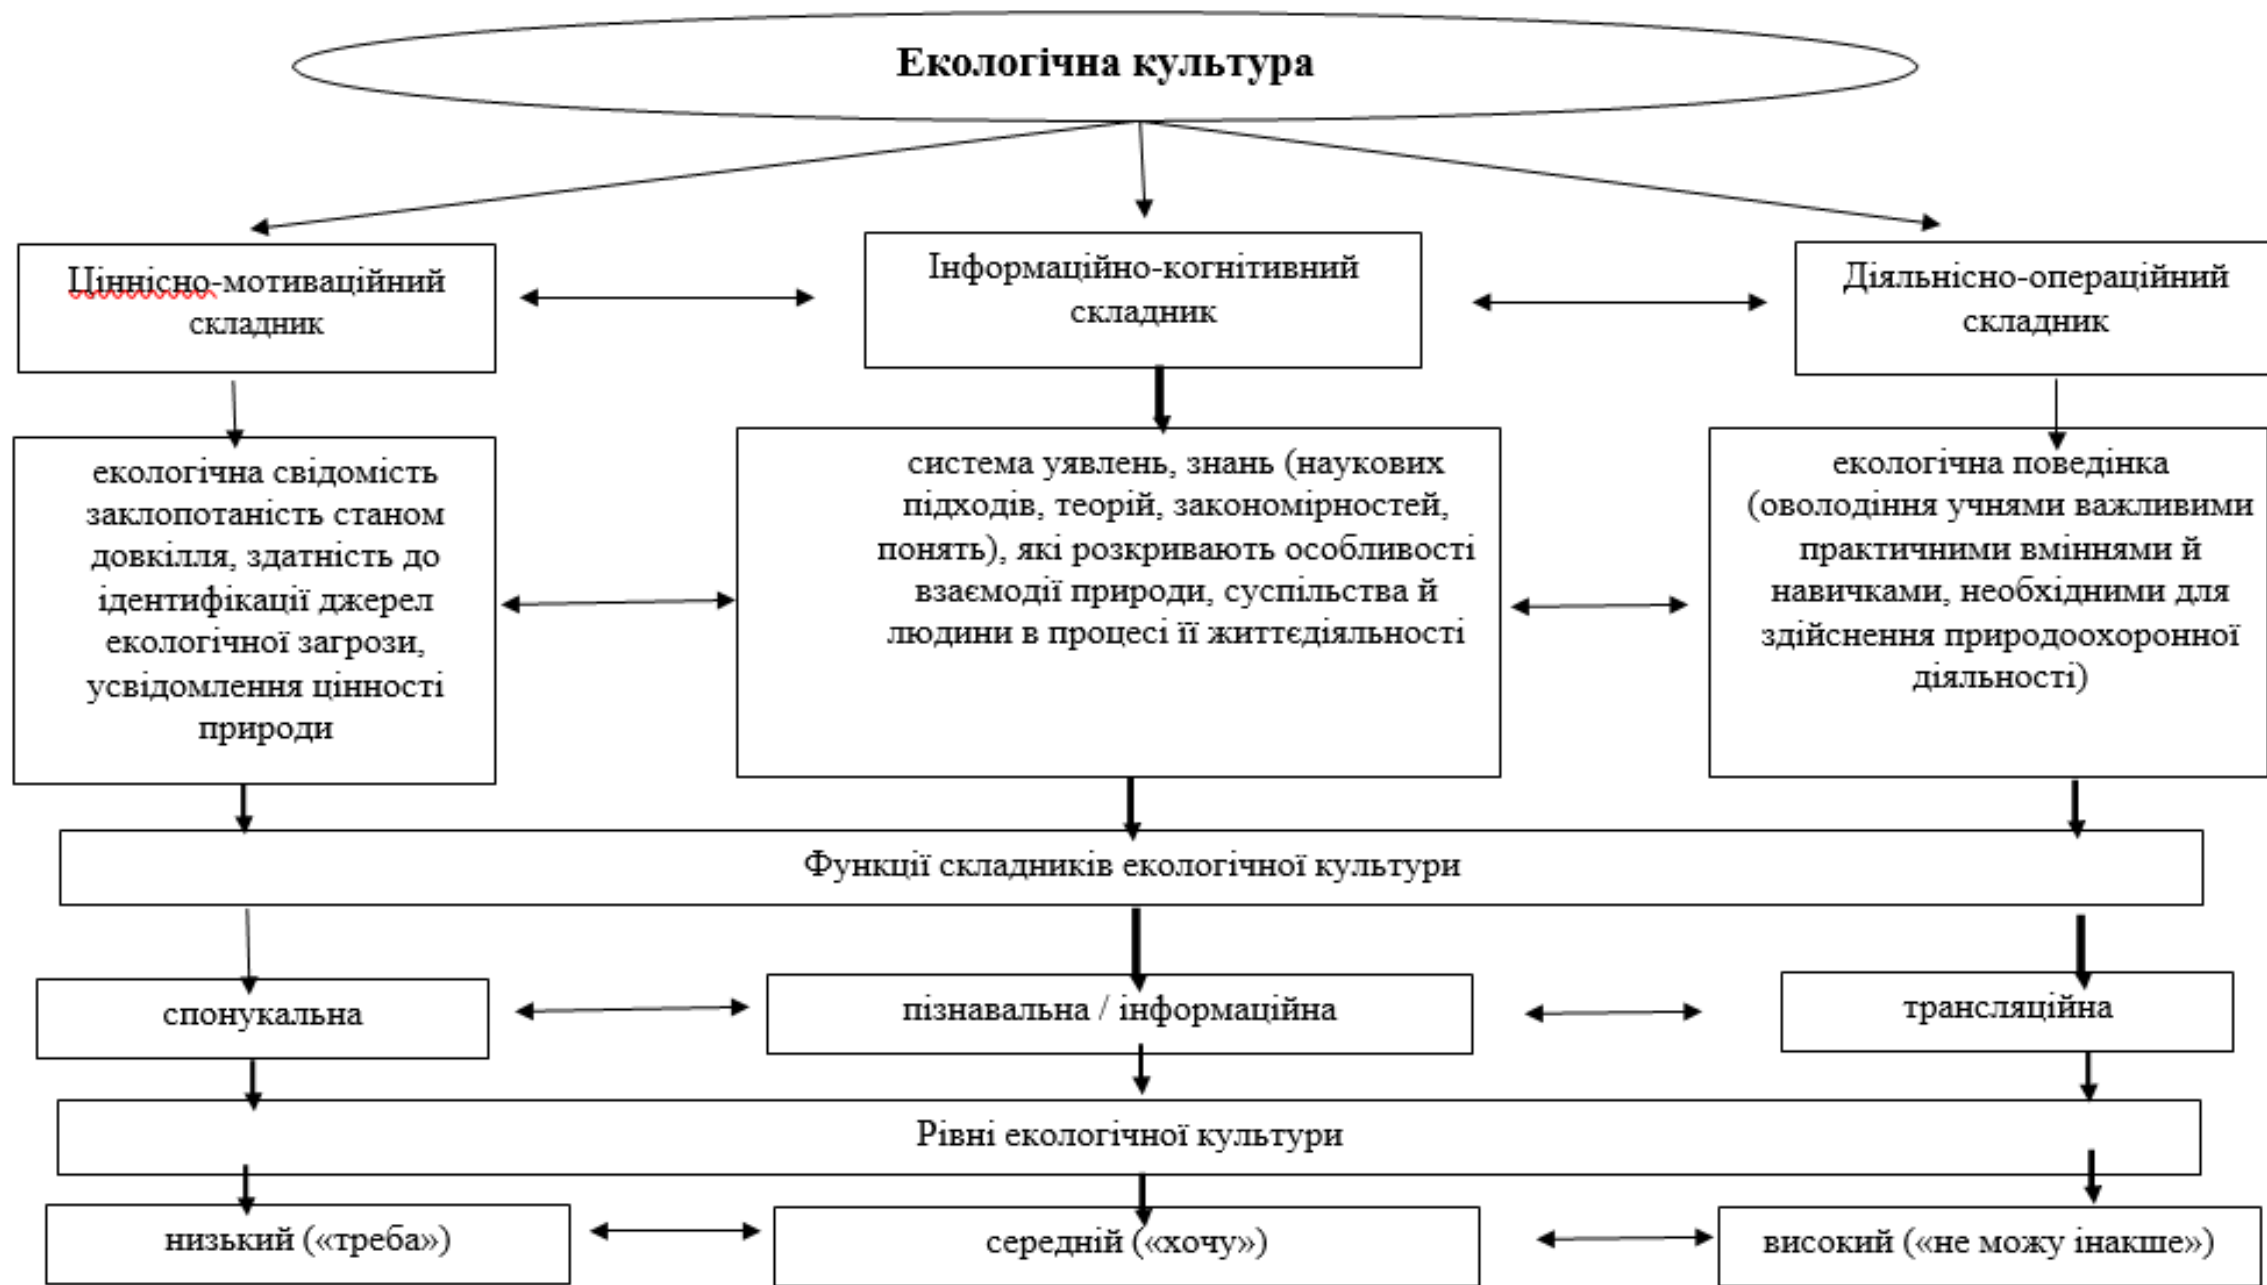 Екологічна культура
Ціннісно-мотиваційний
складник
Інформаційно-когнітивний
складник
Діяльнісно-операційний
складник
екологічна свідомість
заклопотаність станом
довкілля, здатність до
ідентифікації джерел
екологічної загрози,
усвідомлення цінності
природи
система уявлень, знань (наукових
підходів, теорій, закономірностей,
понять), які розкривають особливості
взаємодії природи, суспільства й
людини в процесі її життєдіяльності
екологічна поведінка
(оволодіння учнями важливими
практичними вміннями й
навичками, необхідними для
здійснення природоохоронної
діяльності)
Функції складників екологічної культури
спонукальна
пізнавальна / інформаційна
трансляційна
Рівні екологічної культури
низький («треба»)
середній («хочу»)
високий («не можу інакше»)